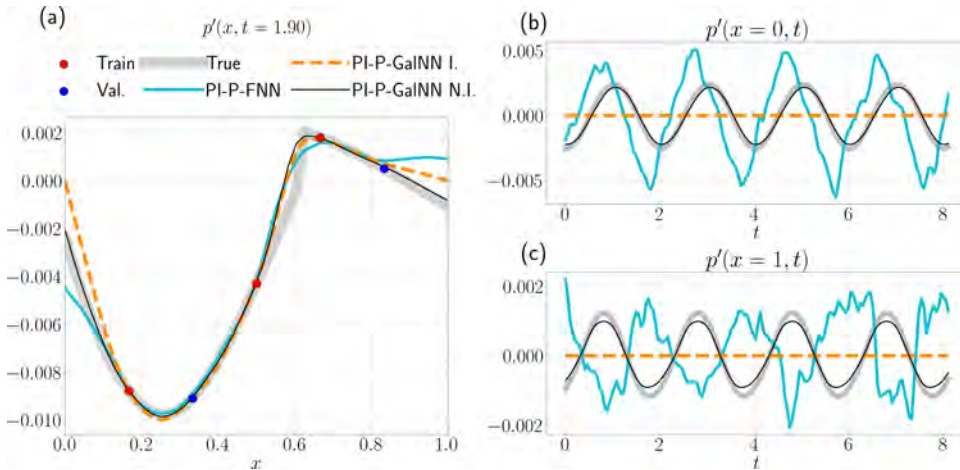 (a)
p′(x, t = 1.90)
Train
True
PI-P-GalNN I.
Val.
PI-P-FNN
PI-P-GalNN N.I.
0.002
0.000
−0.002
−0.004
−0.006
−0.008
−0.010
0.0
0.2
0.4
0.6
0.8
1.0
x
(b)
p′(x = 0, t)
0.005
0.000
−0.005
0
2
4
6
8
t
(c)
p′(x = 1, t)
0.002
0.000
−0.002
0
2
4
6
8
t